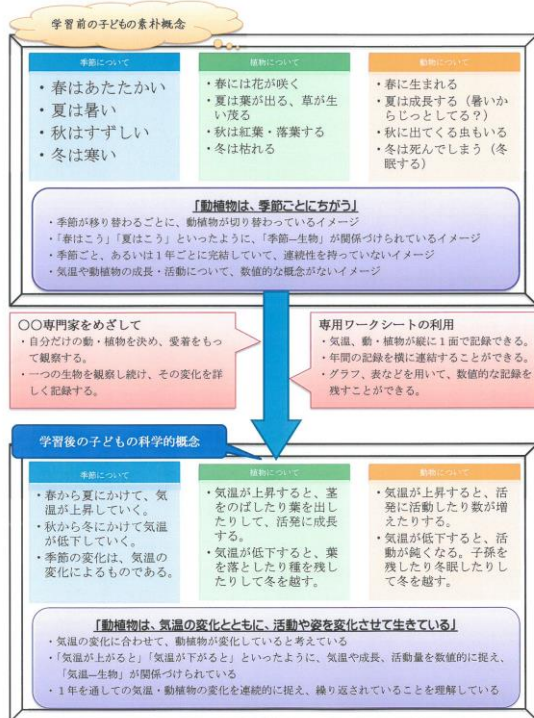 学習前の子どもの素朴概念
季節について
・春はあたたかい
・夏は暑い
・秋はすずしい
・冬は寒い
植物について
・春には花が咲く
・夏は葉が出る、草が生
い茂る
・秋は紅葉・落葉する
・冬は枯れる
動物について
・春に生まれる
・夏は成長する（暑いか
らじっとしてる？）
・秋に出てくる虫もいる
・冬は死んでしまう（冬
眠する）
「動植物は、季節ごとにちがう」
・季節が移り替わるごとに、動植物が切り替わっているイメージ
・「春はこう」「夏はこう」といったように、「季節―生物」が関係づけられているイメージ
・季節ごと、あるいは１年ごとに完結していて、連続性を持っていないイメージ
・気温や動植物の成長・活動について、数値的な概念がないイメージ
〇〇専門家をめざして
・自分だけの動・植物を決め、愛着をもっ
て観察する。
・一つの生物を観察し続け、その変化を詳
しく記録する。
専用ワークシートの利用
・気温、動・植物が縦に１面で記録できる。
・年間の記録を横に連結することができる。
・グラフ、表などを用いて、数値的な記録を
残すことができる。
学習後の子どもの科学的概念
季節について
・春から夏にかけて、気
温が上昇していく。
・秋から冬にかけて気温
が低下していく。
・季節の変化は、気温の
変化によるものである。
植物について
・気温が上昇すると、茎
をのばしたり葉を出し
たりして、活発に成長
する。
・気温が低下すると、葉
を落としたり種を残し
たりして冬を越す。
動物について
・気温が上昇すると、活
発に活動したり数が増
えたりする。
・気温が低下すると、活
動が鈍くなる。子孫を
残したり冬眠したりし
て冬を越す。
「動植物は、気温の変化とともに、活動や姿を変化させて生きている」
・気温の変化に合わせて、動植物が変化していると考えている
・「気温が上がると」「気温が下がると」といったように、気温や成長、活動量を数値的に捉え、
「気温―生物」が関係づけられている
・１年を通しての気温・動植物の変化を連続的に捉え、繰り返されていることを理解している